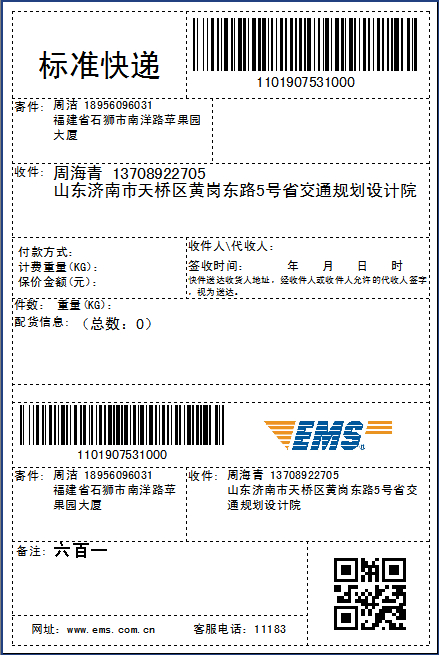 标准快递
1101907531000
寄件: 周洁 18956096031
福建省石狮市南洋路苹果园
大厦
收件: 周海青 13708922705
山东济南市天桥区黄岗东路5号省交通规划设计院
付款方式:
计费重量(KG):
保价金额(元):
收件人\代收人:
签收时间: 年 月 日 时
快件送达收货人地址，经收件人或收件人允许的代收人签字
，视为送达。
件数: 重量(KG):
配货信息: (总数: 0)
1101907531000
EMS®
寄件: 周洁 18956096031
福建省石狮市南洋路苹
果园大厦
收件: 周海青 13708922705
山东济南市天桥区黄岗东路5号省交
通规划设计院
备注: 六百一
网址: www.ems.com.cn 客服电话: 11183